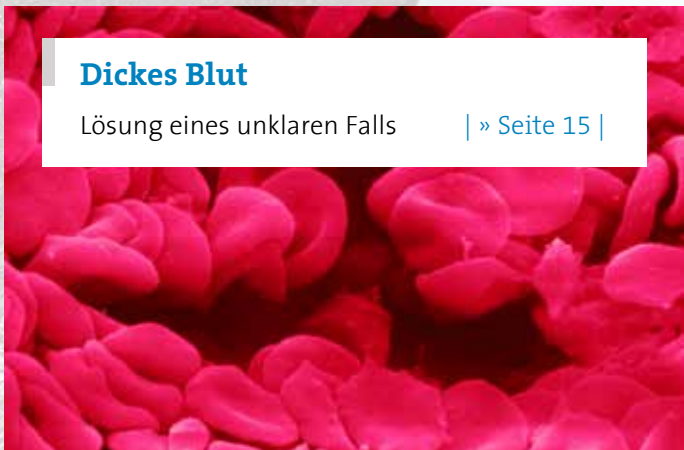 Dickes Blut
Lösung eines unklaren Falls | » Seite 15 |